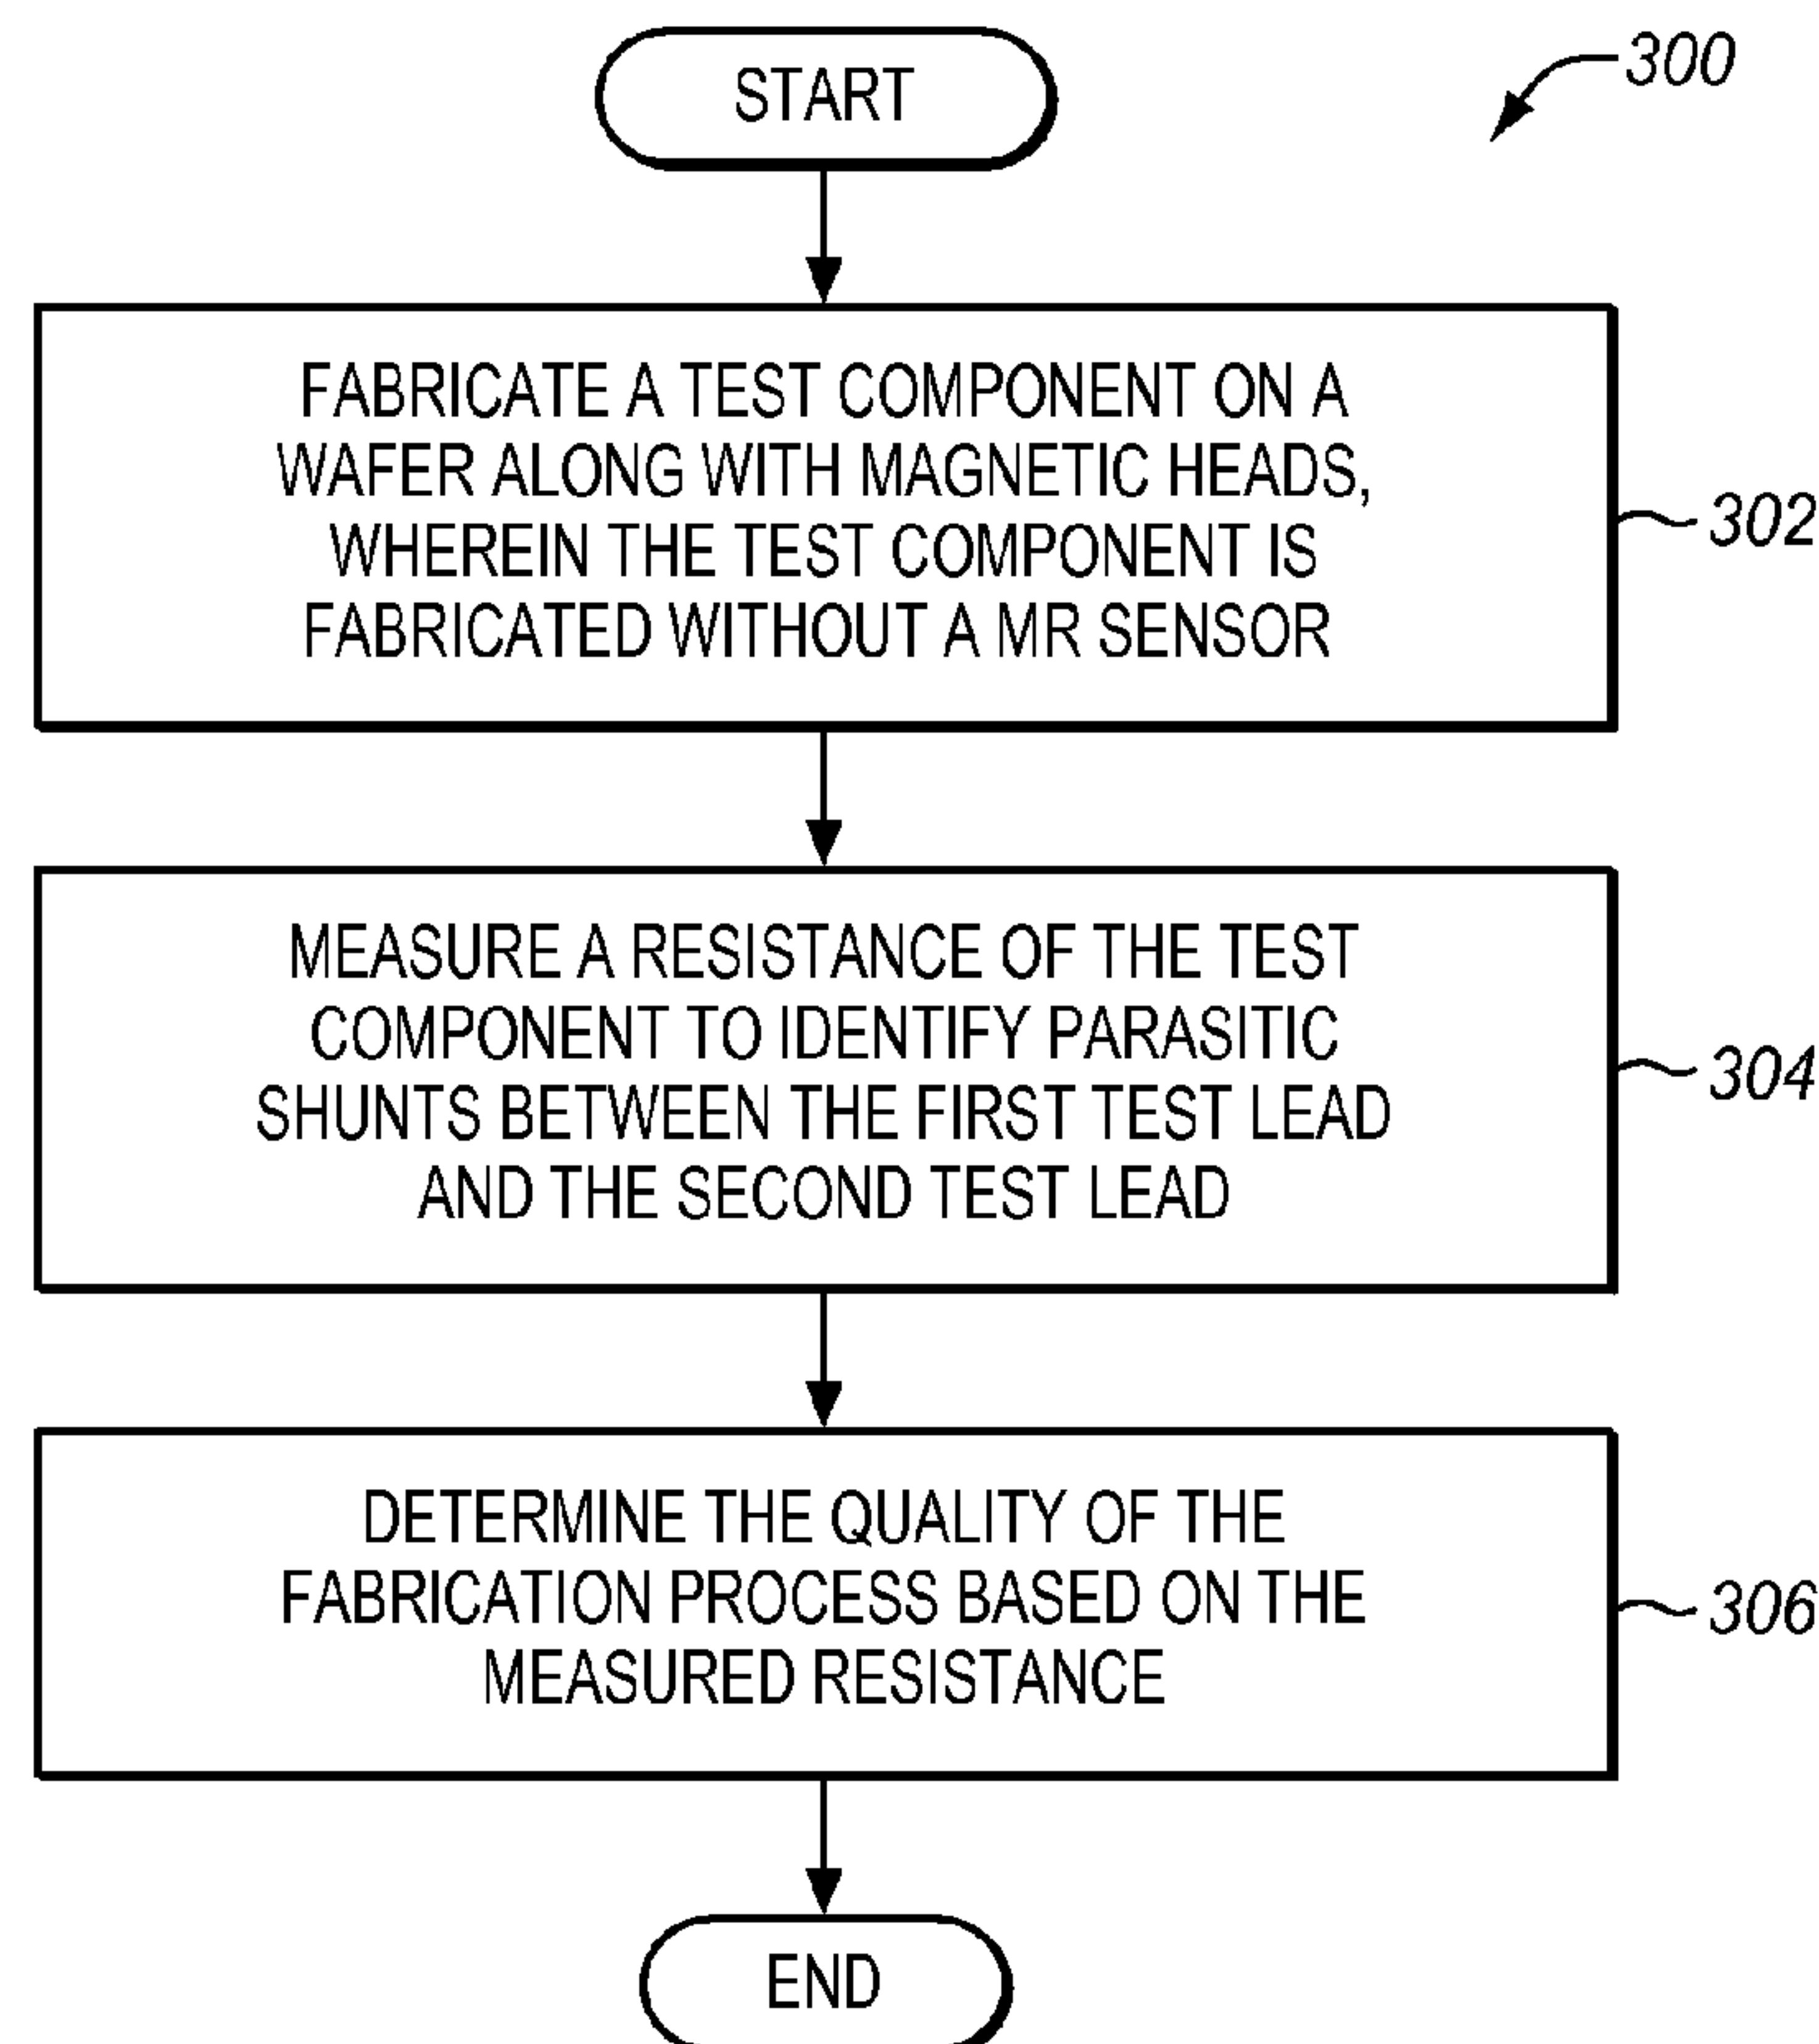 START
300
FABRICATE A TEST COMPONENT ON A
WAFER ALONG WITH MAGNETIC HEADS,
WHEREIN THE TEST COMPONENT IS
FABRICATED WITHOUT A MR SENSOR
302
MEASURE A RESISTANCE OF THE TEST
COMPONENT TO IDENTIFY PARASITIC
SHUNTS BETWEEN THE FIRST TEST LEAD
AND THE SECOND TEST LEAD
304
DETERMINE THE QUALITY OF THE
FABRICATION PROCESS BASED ON THE
MEASURED RESISTANCE
306
END